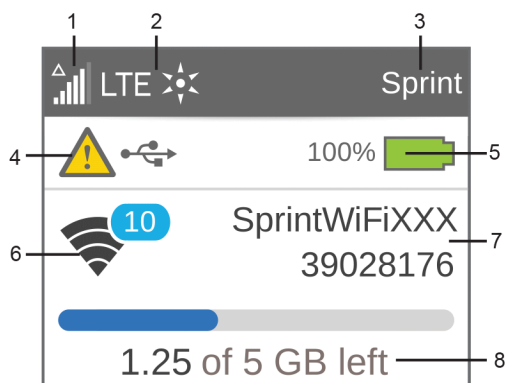 1 2 3
LTE Sprint
4 100% 5
10 SprintWiFiXXX
6 39028176 7
1.25 of 5 GB left 8